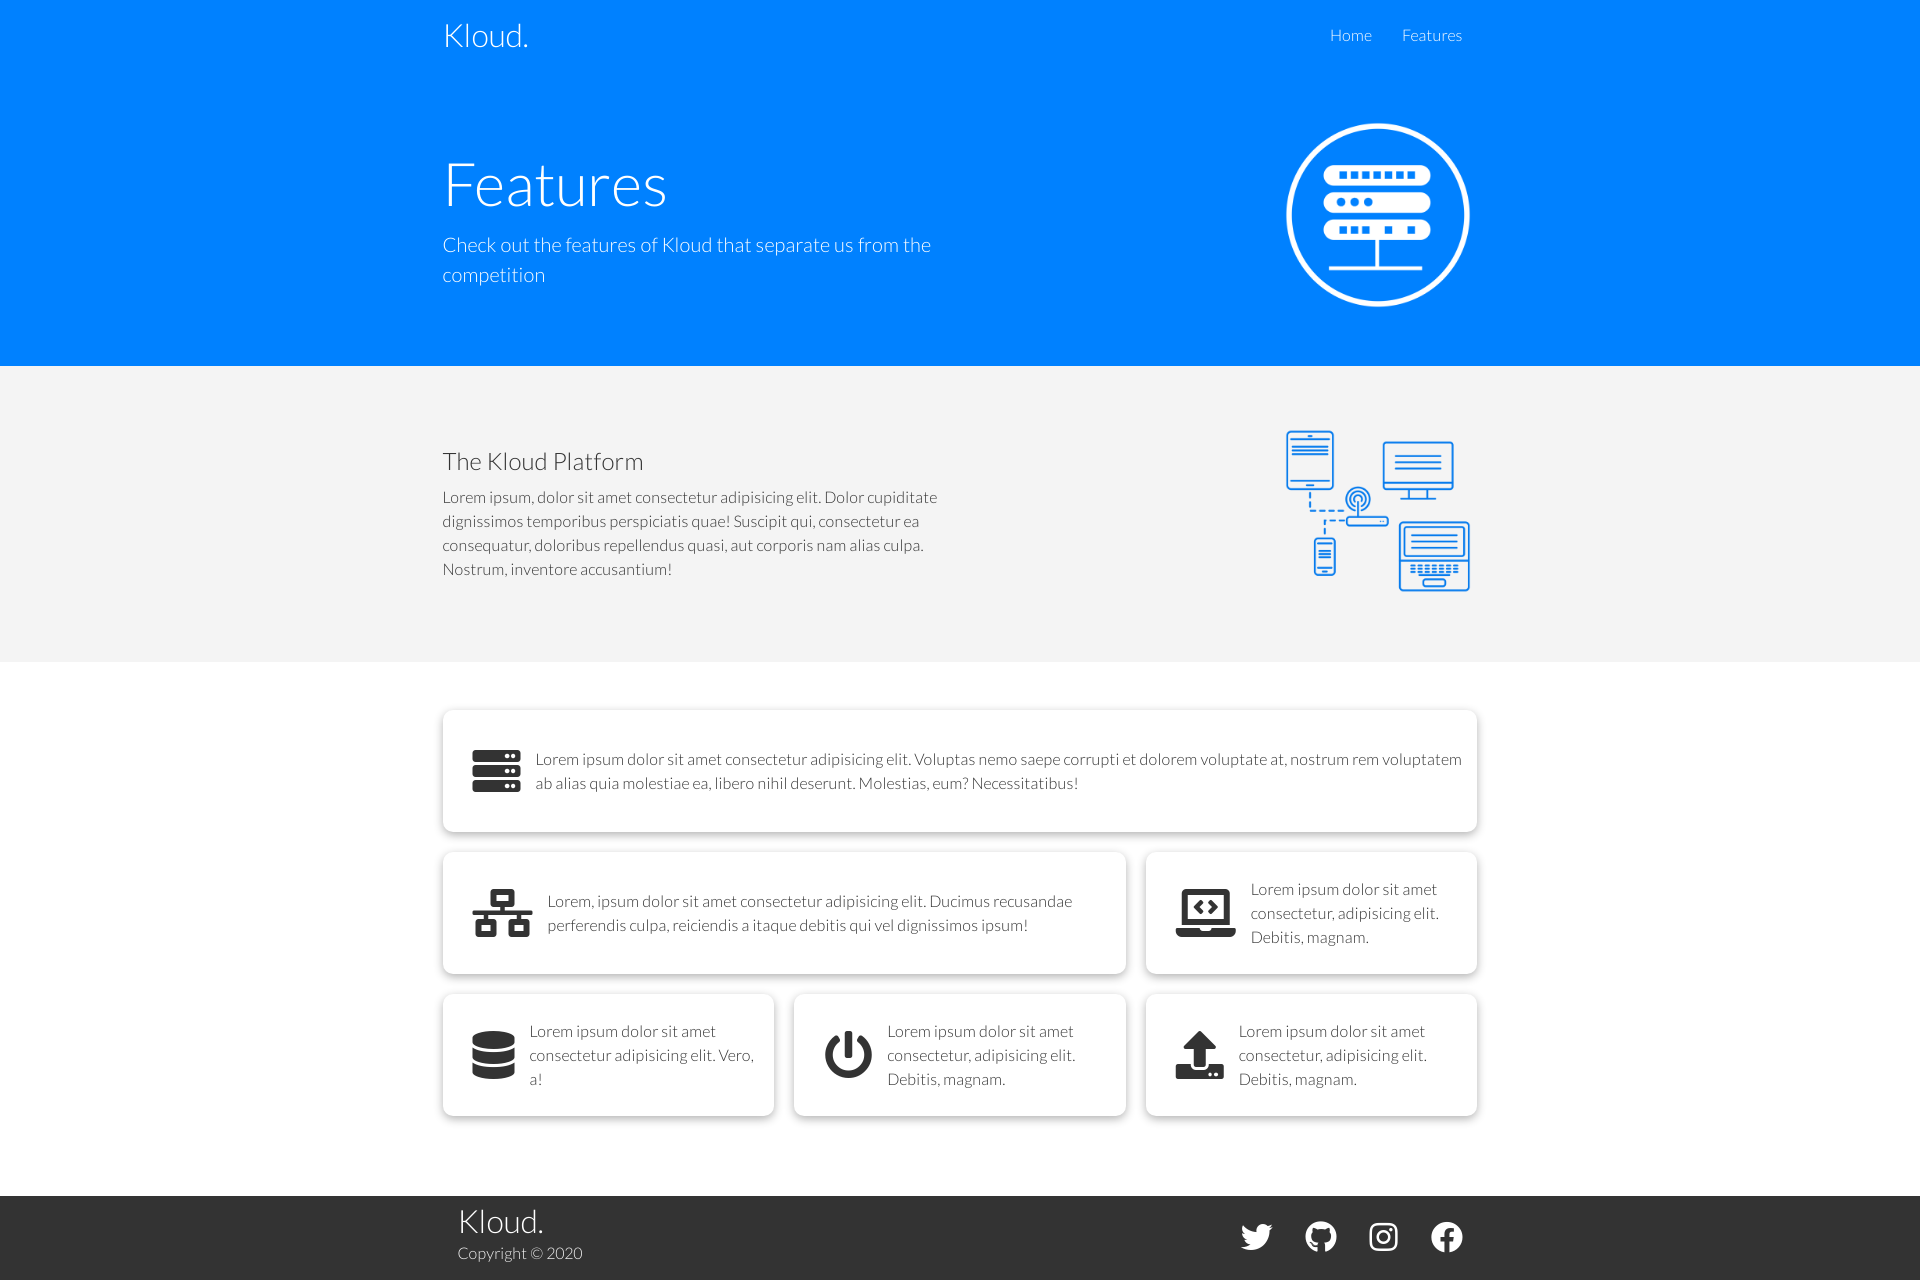 Kloud.
Home
Features
Features
Check out the features of Kloud that separate us from the
competition
The Kloud Platform
Lorem ipsum, dolor sit amet consectetur adipisicing elit. Dolor cupiditate
dignissimos temporibus perspiciatis quae! Suscipit qui, consectetur ea
consequatur, doloribus repellendus quasi, aut corporis nam alias culpa.
Nostrum, inventore accusantium!
Lorem ipsum dolor sit amet consectetur adipisicing elit. Voluptas nemo saepe corrupti et dolorem voluptate at, nostrum rem voluptatem
ab alias quia molestiae ea, libero nihil deserunt. Molestias, eum? Necessitatibus!
Lorem, ipsum dolor sit amet consectetur adipisicing elit. Ducimus recusandae
perferendis culpa, reiciendis a itaque debitis qui vel dignissimos ipsum!
Lorem ipsum dolor sit amet
consectetur, adipisicing elit.
Debitis, magnam.
Lorem ipsum dolor sit amet
consectetur adipisicing elit. Vero,
a!
Lorem ipsum dolor sit amet
consectetur, adipisicing elit.
Debitis, magnam.
Lorem ipsum dolor sit amet
consectetur, adipisicing elit.
Debitis, magnam.
Kloud.
Copyright © 2020